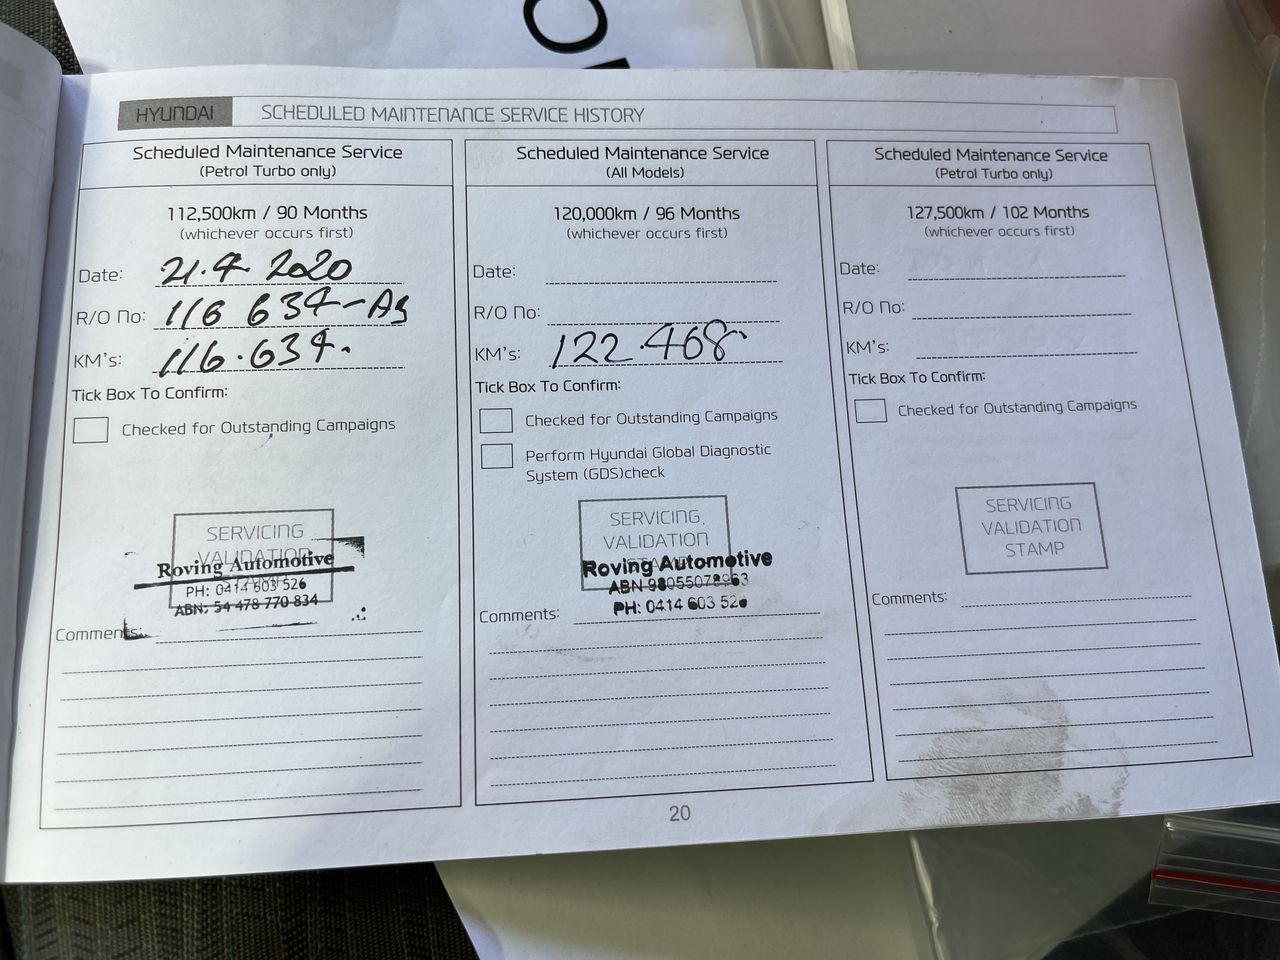 HYUNDAI SCHEDULED MAINTENANCE SERVICE HISTORY
Scheduled Maintenance Service
(Petrol Turbo only)
112,500km / 90 Months
(whichever occurs first)
Date: 21.4.2020
R/O No: 116 634-Ag
KM's: 116.634.
Tick Box To Confirm:
Checked for Outstanding Campaigns
SERVICING
VALIDATION
STAMP
Roving Automotive
PH: 0414 603 526
ABN: 54 478 770 834
Comments:
Scheduled Maintenance Service
(All Models)
120,000km / 96 Months
(whichever occurs first)
Date:
R/O No:
KM's: 122.468
Tick Box To Confirm:
Checked for Outstanding Campaigns
Perform Hyundai Global Diagnostic
System (GDS)check
SERVICING
VALIDATION
STAMP
Roving Automotive
ABN
PH: 0414 603 526
Comments:
Scheduled Maintenance Service
(Petrol Turbo only)
127,500km / 102 Months
(whichever occurs first)
Date:
R/O No:
KM's:
Tick Box To Confirm:
Checked for Outstanding Campaigns
SERVICING
VALIDATION
STAMP
Comments:
20